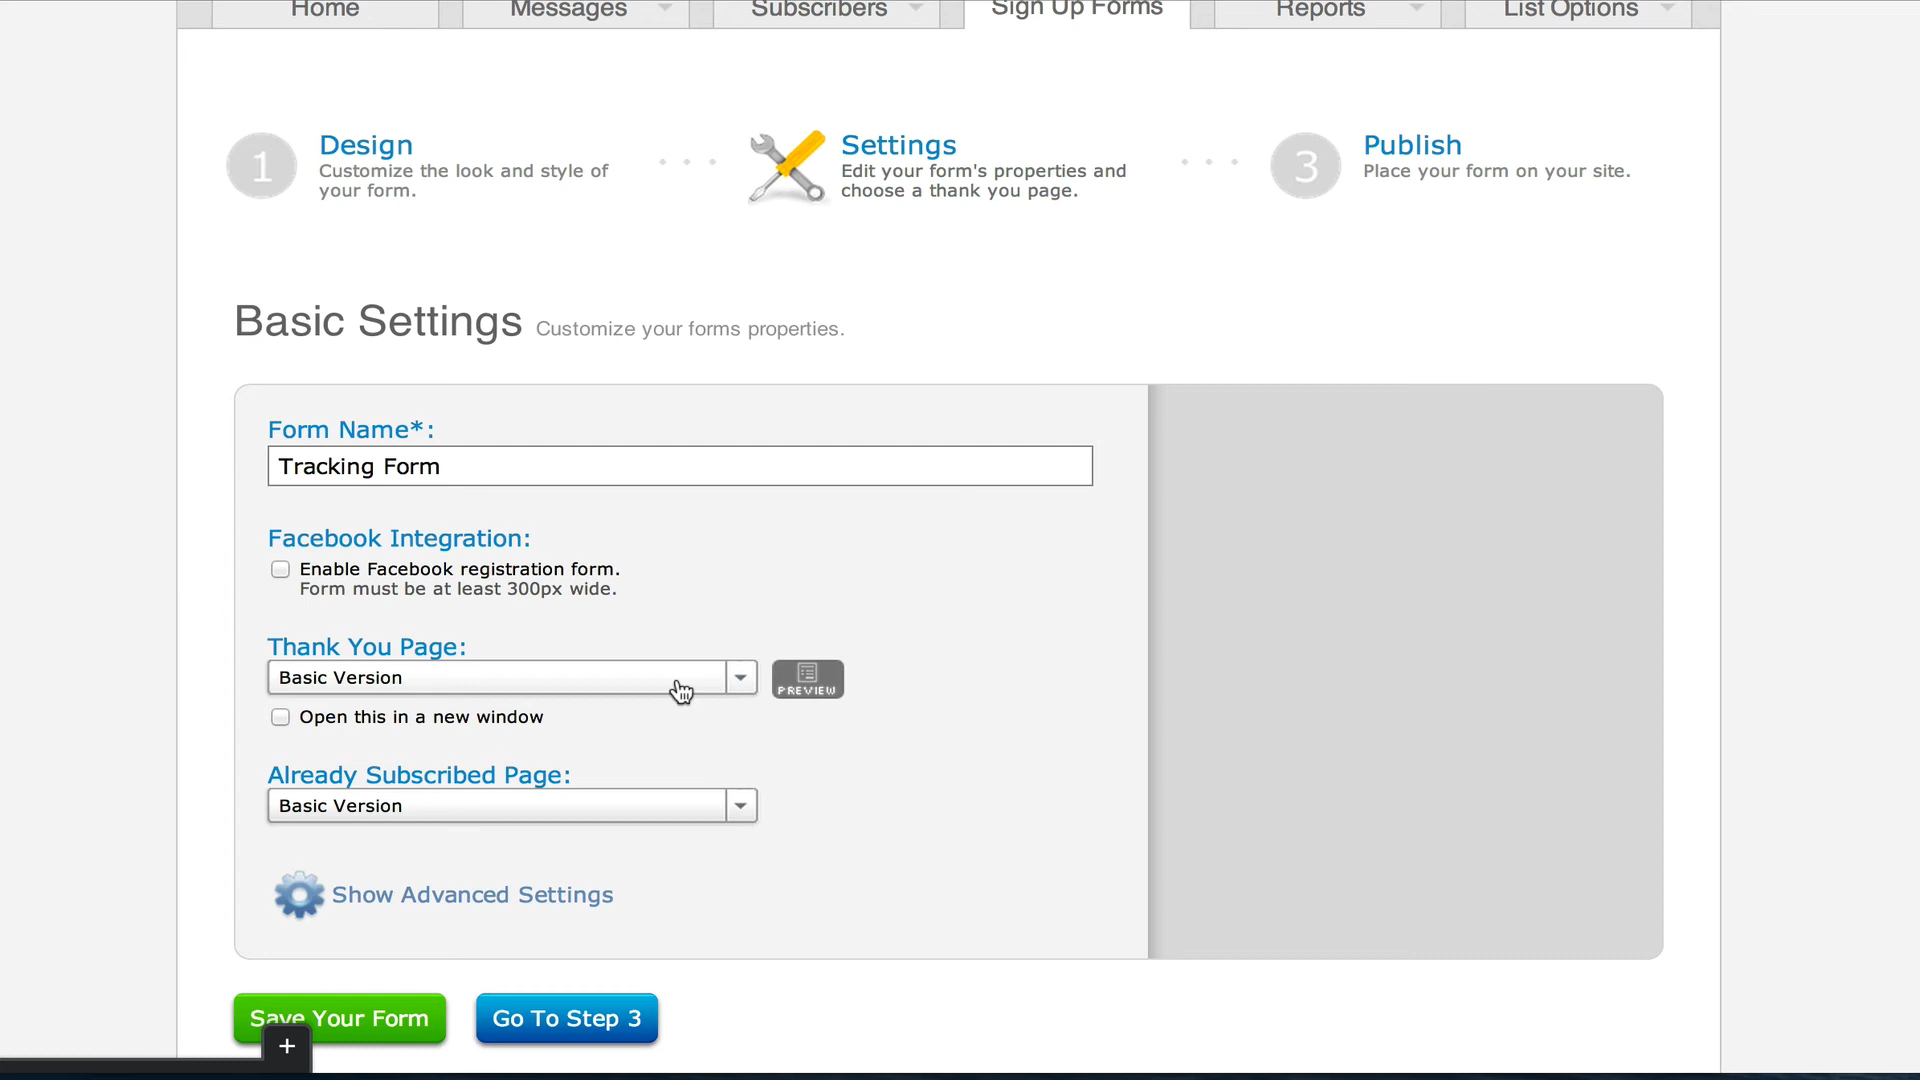 Home
Messages
Subscribers
Sign Up Forms
Reports
List Options
1
Design
Customize the look and style of
your form.
Settings
Edit your form's properties and
choose a thank you page.
3
Publish
Place your form on your site.
Basic Settings Customize your forms properties.
Form Name*:
Tracking Form
Facebook Integration:
Enable Facebook registration form.
Form must be at least 300px wide.
Thank You Page:
Basic Version
PREVIEW
Open this in a new window
Already Subscribed Page:
Basic Version
Show Advanced Settings
Save Your Form
Go To Step 3
+